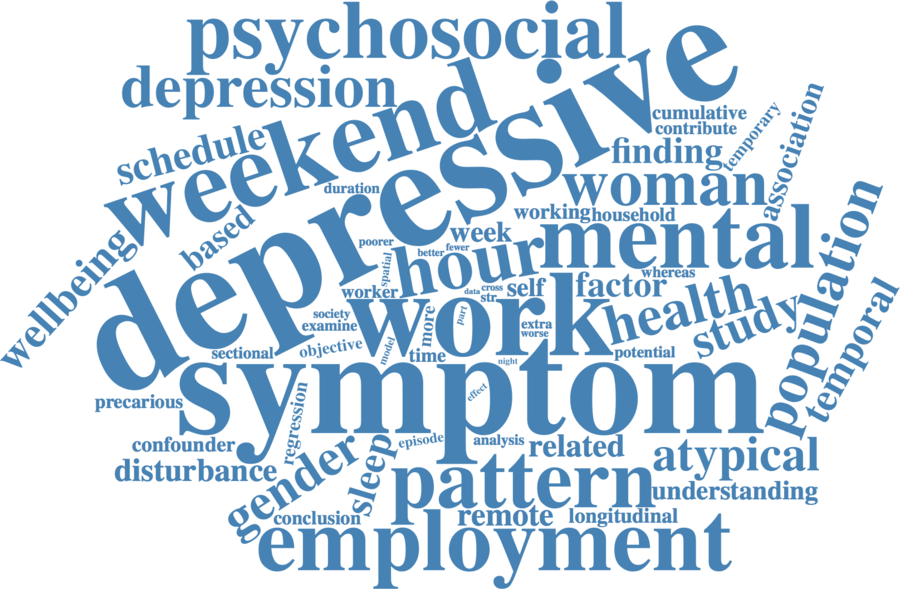 psychosocial
depression
weekend
depressive
cumulative
contribute
temporary
association
schedule
finding
duration
woman
based
working
household
wellbeing
week
mental
population
poorer
better
fewer
hour
spatial
whereas
worker
data
cross
str
self
factor
health
study
temporal
society
examine
work
more
part
extra
worse
sectional
objective
model
time
night
potential
symptom
precarious
regression
effect
confounder
episode
analysis
related
atypical
disturbance
gender
sleep
pattern
understanding
conclusion
remote
longitudinal
employment